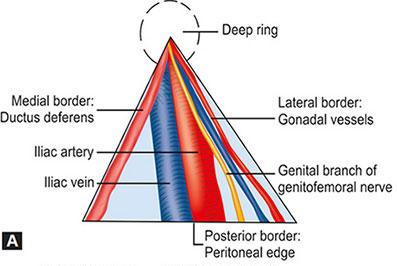 Deep ring
Medial border:
Ductus deferens
Lateral border:
Gonadal vessels
Iliac artery
Genital branch of
genitofemoral nerve
Iliac vein
Posterior border:
Peritoneal edge
A